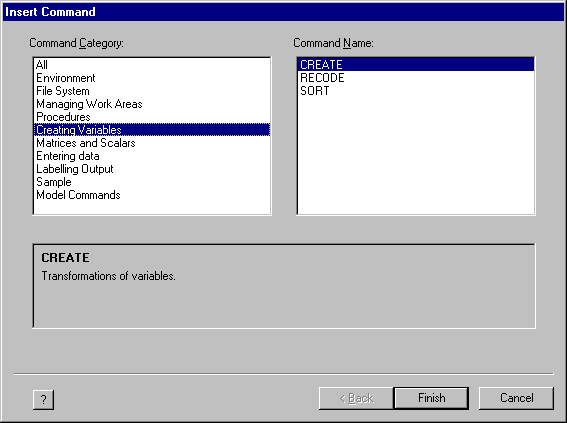 Insert Command
Command Category:
All
Environment
File System
Managing Work Areas
Procedures
Creating Variables
Matrices and Scalars
Entering data
Labelling Output
Sample
Model Commands
Command Name:
CREATE
RECODE
SORT
CREATE
Transformations of variables.
?
< Back
Finish
Cancel